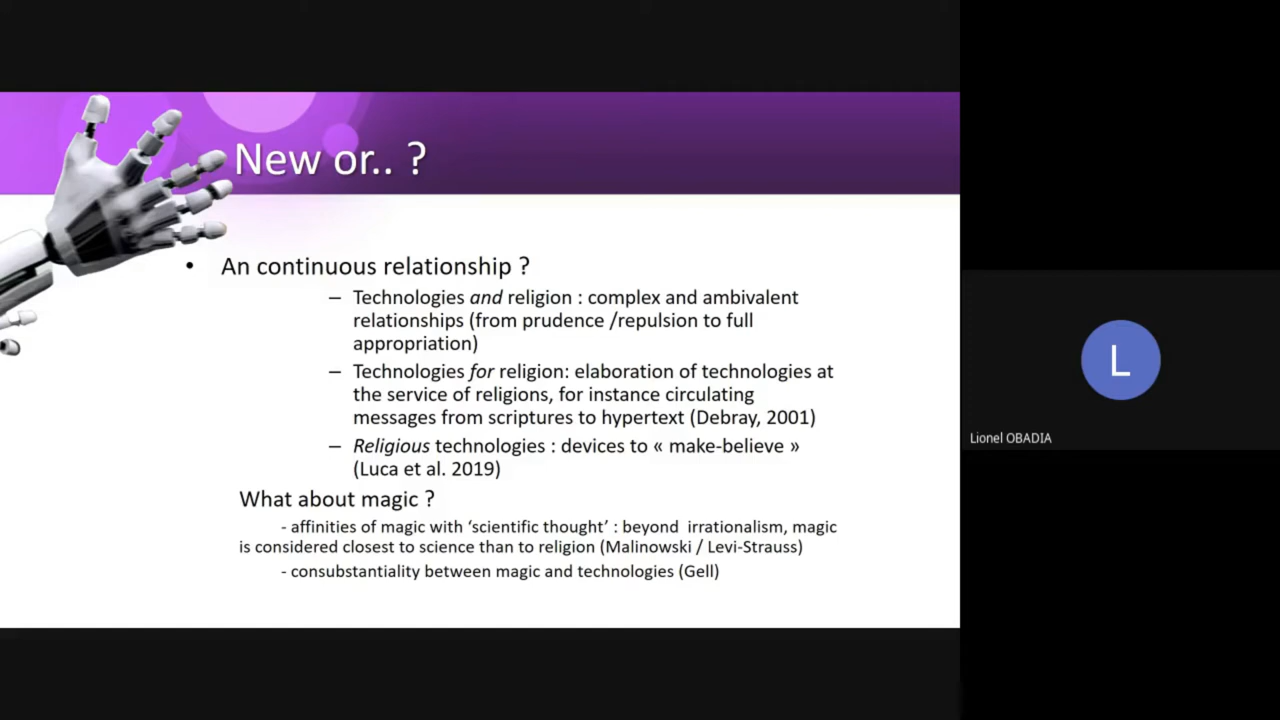 New or.. ?
• An continuous relationship ?
– Technologies and religion : complex and ambivalent
relationships (from prudence /repulsion to full
appropriation)
– Technologies for religion: elaboration of technologies at
the service of religions, for instance circulating
messages from scriptures to hypertext (Debray, 2001)
– Religious technologies : devices to « make-believe »
(Luca et al. 2019)
What about magic ?
- affinities of magic with ‘scientific thought’ : beyond irrationalism, magic
is considered closest to science than to religion (Malinowski / Levi-Strauss)
- consubstantiality between magic and technologies (Gell)
L
Lionel OBADIA